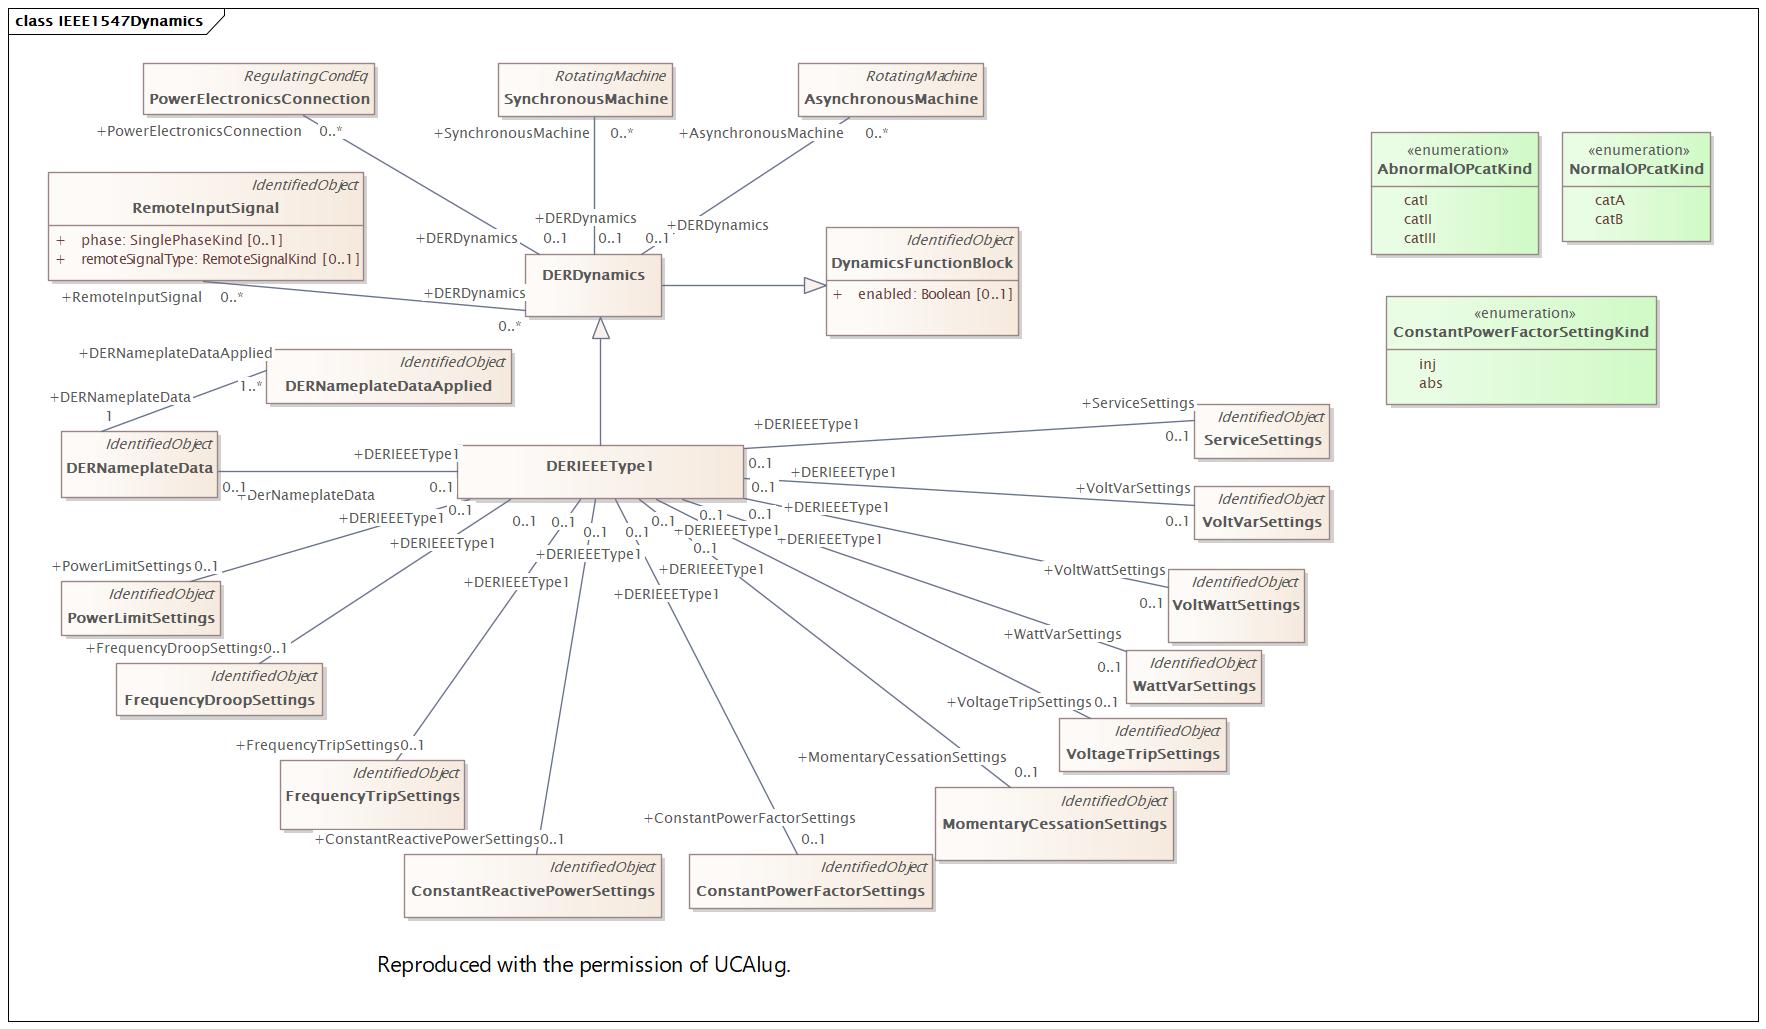 class IEEE1547Dynamics
RegulatingCondEq
PowerElectronicsConnection
RotatingMachine
SynchronousMachine
RotatingMachine
AsynchronousMachine
+PowerElectronicsConnection 0..*
+SynchronousMachine 0..*
+AsynchronousMachine 0..*
«enumeration»
AbnormalOPcatKind
catI
catII
catIII
«enumeration»
NormalOPcatKind
catA
catB
IdentifiedObject
RemoteInputSignal
+ phase: SinglePhaseKind [0..1]
+ remoteSignalType: RemoteSignalKind [0..1]
+DERDynamics
0..1
+DERDynamics
0..1
+DERDynamics
0..1
DERDynamics
IdentifiedObject
DynamicsFunctionBlock
+ enabled: Boolean [0..1]
+RemoteInputSignal 0..*
+DERDynamics
0..*
«enumeration»
ConstantPowerFactorSettingKind
inj
abs
+DERNameplateDataApplied
1..*
IdentifiedObject
DERNameplateDataApplied
+DERNameplateData
1
IdentifiedObject
DERNameplateData
0..1
+DerNameplateData
+DERIEEEType1
0..1
DERIEEEType1
+DERIEEEType1
0..1
+ServiceSettings
0..1
IdentifiedObject
ServiceSettings
+DERIEEEType1
0..1
+VoltVarSettings
0..1
IdentifiedObject
VoltVarSettings
+DERIEEEType1
0..1
+VoltWattSettings
0..1
IdentifiedObject
VoltWattSettings
+DERIEEEType1
0..1
+WattVarSettings
0..1
IdentifiedObject
WattVarSettings
+DERIEEEType1
0..1
+VoltageTripSettings 0..1
IdentifiedObject
VoltageTripSettings
+DERIEEEType1
0..1
+MomentaryCessationSettings
0..1
IdentifiedObject
MomentaryCessationSettings
+DERIEEEType1
0..1
+ConstantPowerFactorSettings
0..1
IdentifiedObject
ConstantPowerFactorSettings
+DERIEEEType1
0..1
+ConstantReactivePowerSettings 0..1
IdentifiedObject
ConstantReactivePowerSettings
+DERIEEEType1
0..1
+FrequencyTripSettings 0..1
IdentifiedObject
FrequencyTripSettings
+DERIEEEType1
0..1
+FrequencyDroopSettings 0..1
IdentifiedObject
FrequencyDroopSettings
+DERIEEEType1
0..1
+PowerLimitSettings 0..1
IdentifiedObject
PowerLimitSettings
Reproduced with the permission of UCAIug.